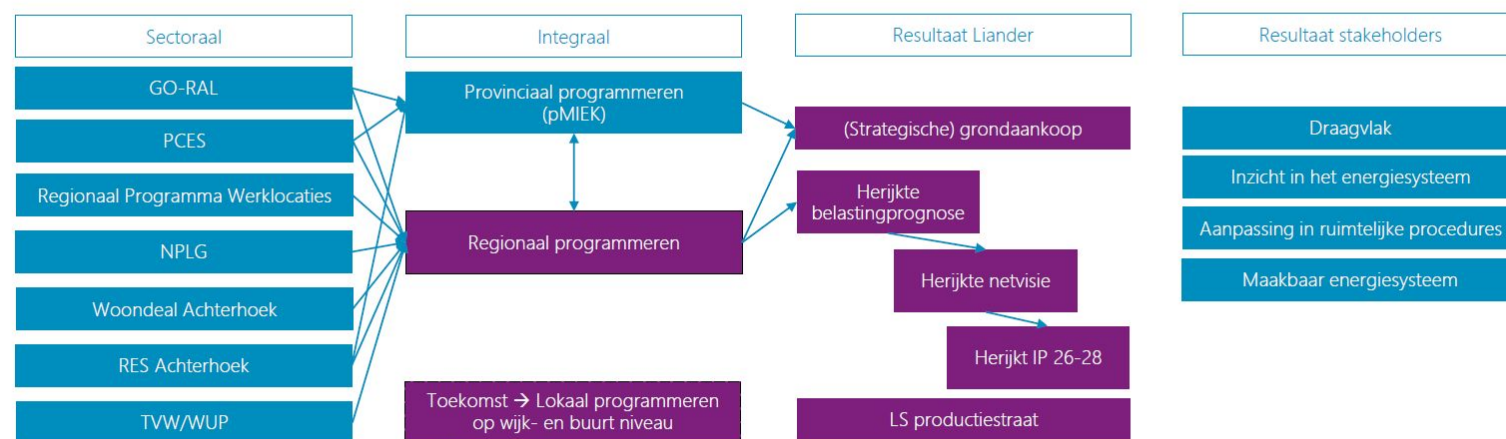 Sectoraal
GO-RAL
PCES
Regionaal Programma Werklocaties
NPLG
Woondeal Achterhoek
RES Achterhoek
TVW/WUP
Integraal
Provinciaal programmeren
(pMIEK)
Regionaal programmeren
Toekomst → Lokaal programmeren
op wijk- en buurt niveau
Resultaat Liander
(Strategische) grondaankoop
Herijkte
belastingprognose
Herijkte netvisie
Herijkt IP 26-28
LS productiestraat
Resultaat stakeholders
Draagvlak
Inzicht in het energiesysteem
Aanpassing in ruimtelijke procedures
Maakbaar energiesysteem